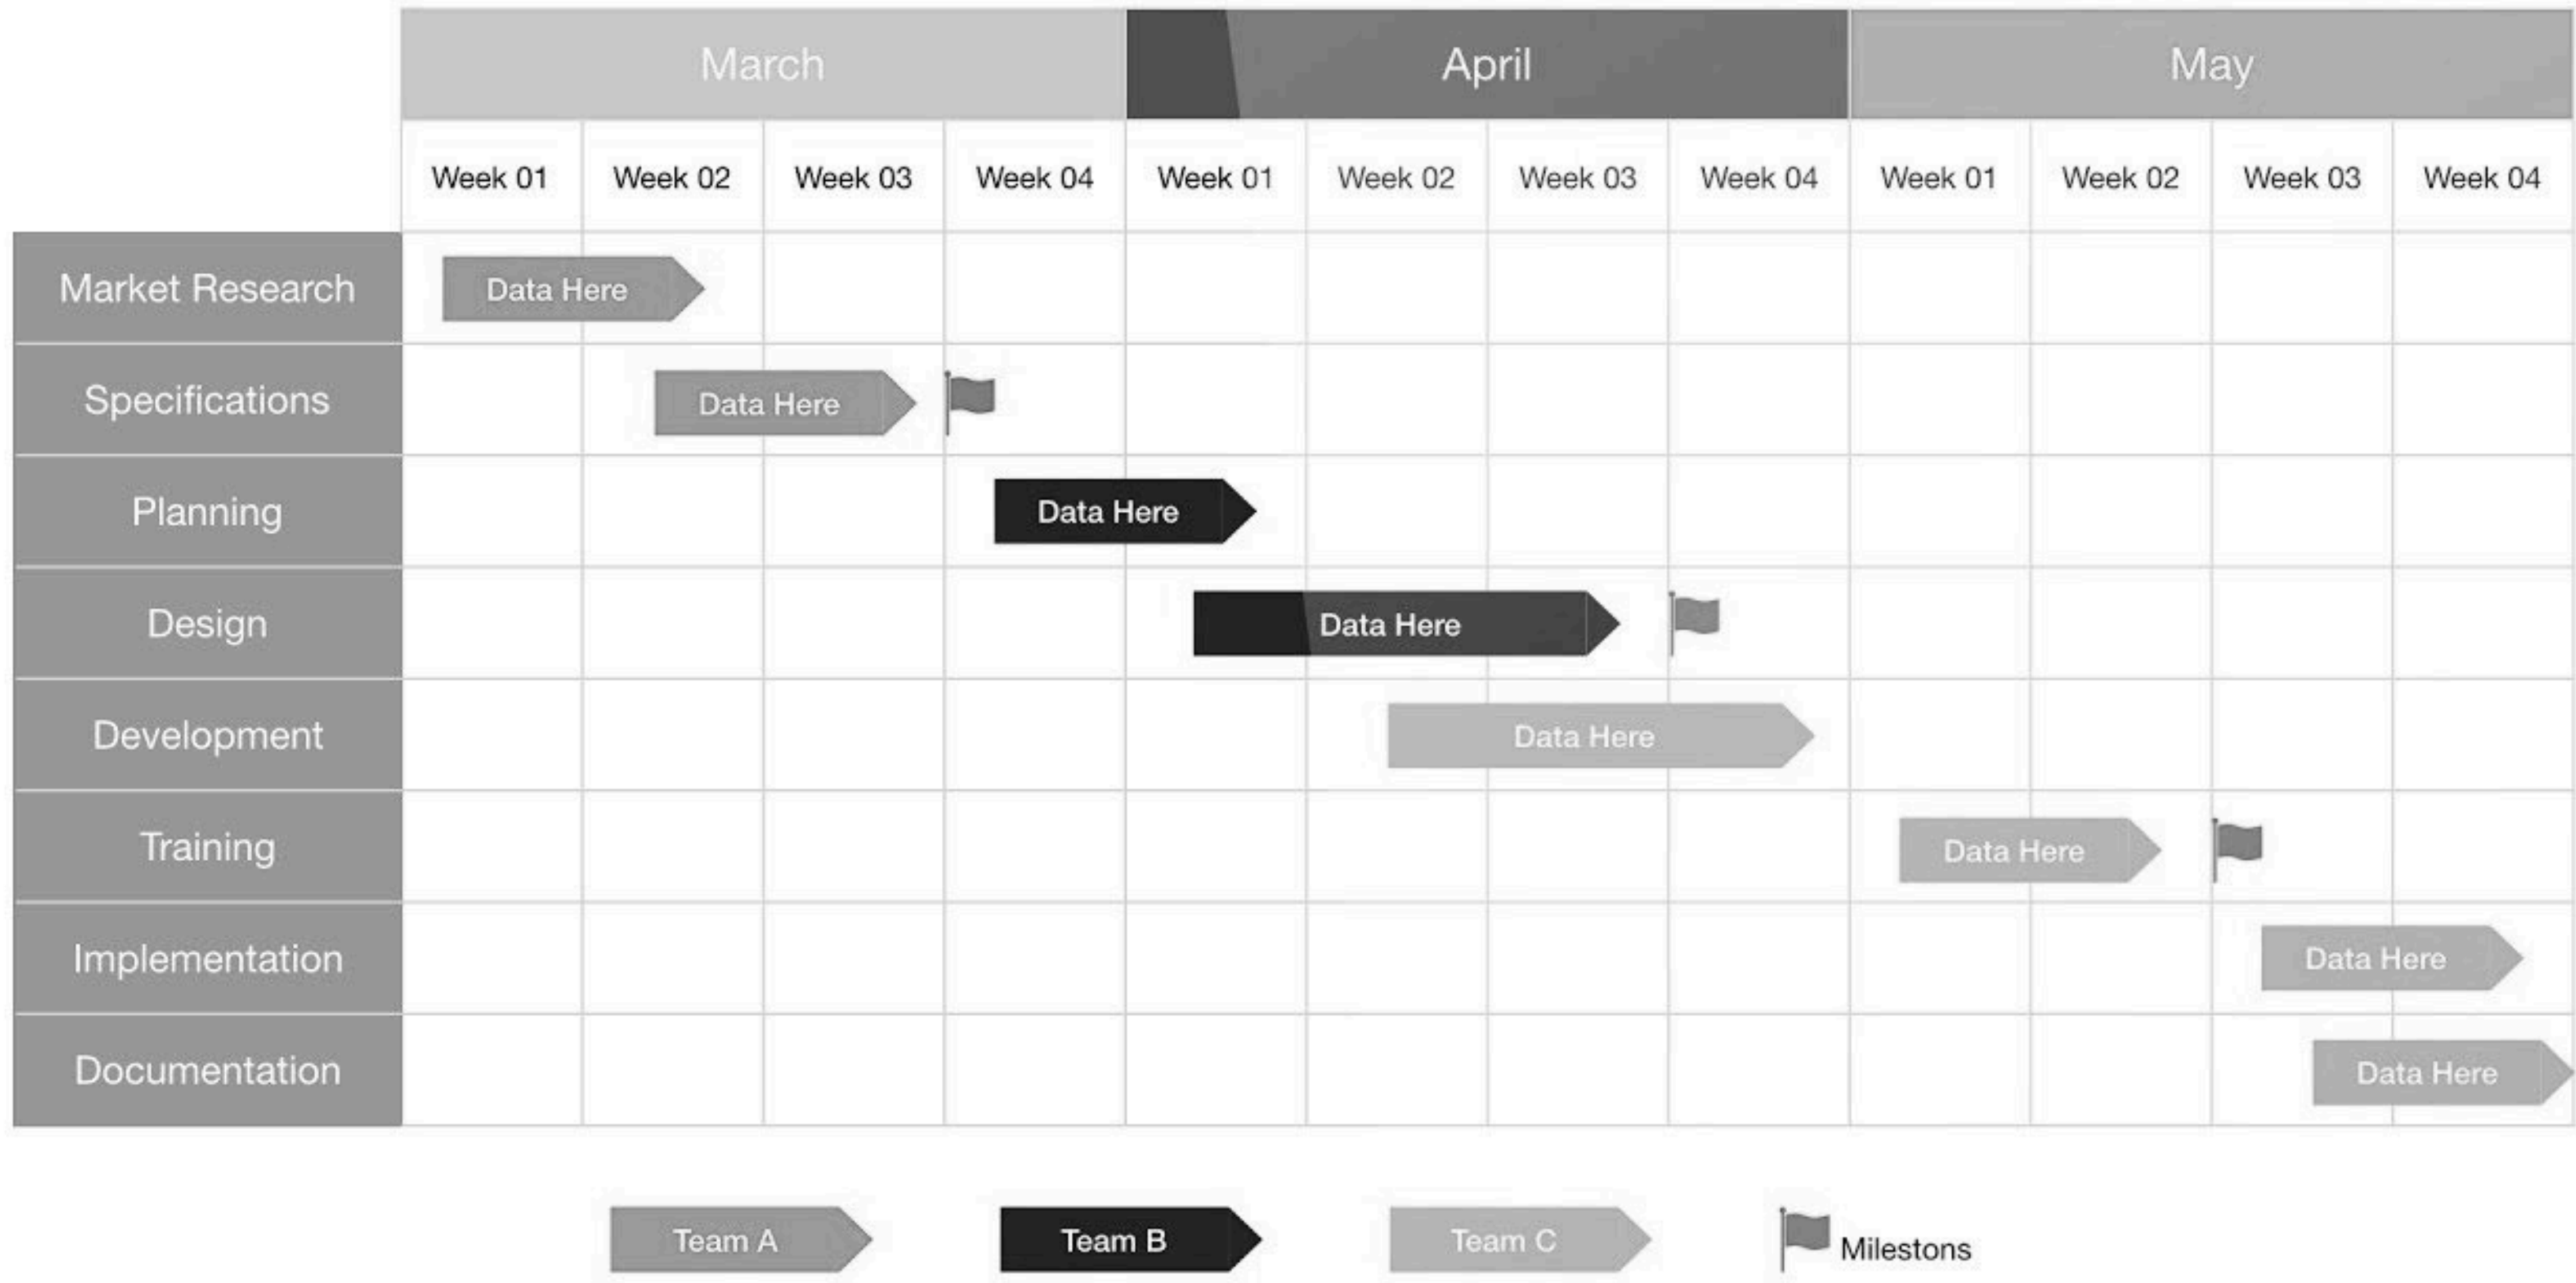 March April May
Week 01 Week 02 Week 03 Week 04 Week 01 Week 02 Week 03 Week 04 Week 01 Week 02 Week 03 Week 04
Market Research Data Here
Specifications Data Here
Planning Data Here
Design Data Here
Development Data Here
Training Data Here
Implementation Data Here
Documentation Data Here
Team A Team B Team C Milestons